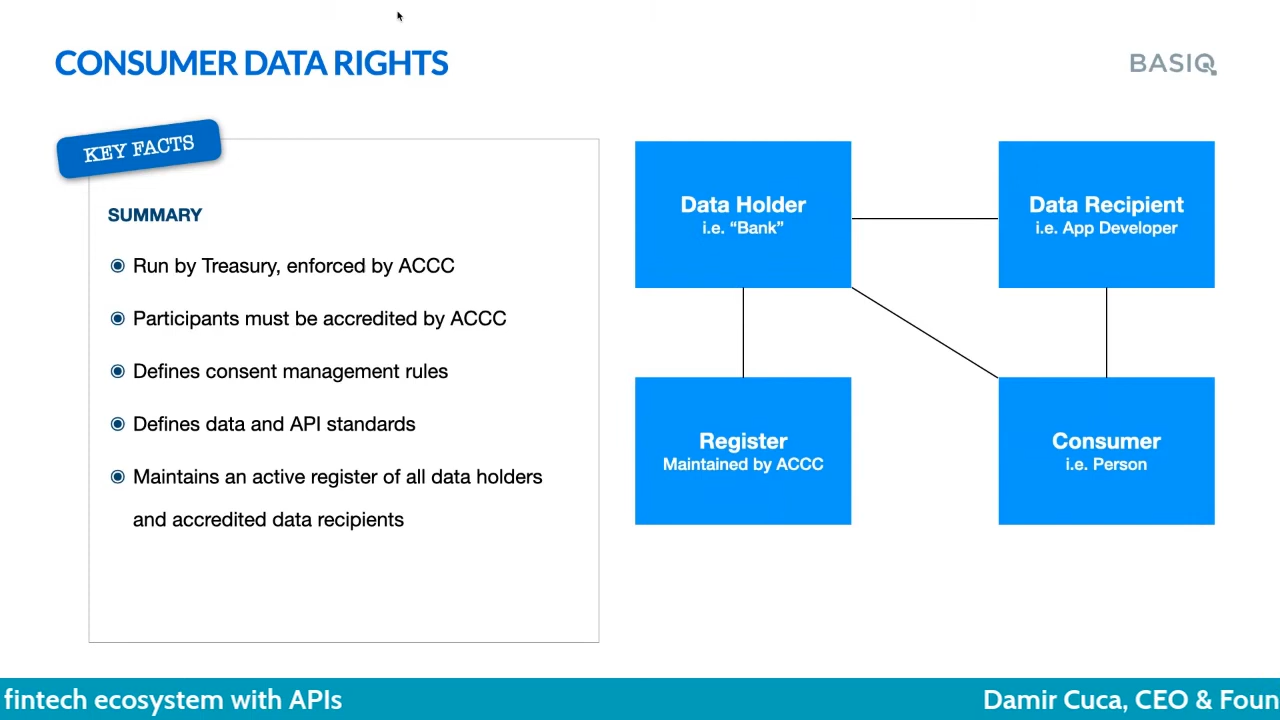 CONSUMER DATA RIGHTS
BASIQ
KEY FACTS
SUMMARY
Run by Treasury, enforced by ACCC
Participants must be accredited by ACCC
Defines consent management rules
Defines data and API standards
Maintains an active register of all data holders
and accredited data recipients
Data Holder
i.e. “Bank”
Data Recipient
i.e. App Developer
Register
Maintained by ACCC
Consumer
i.e. Person
fintech ecosystem with APIs
Damir Cuca, CEO & Foun